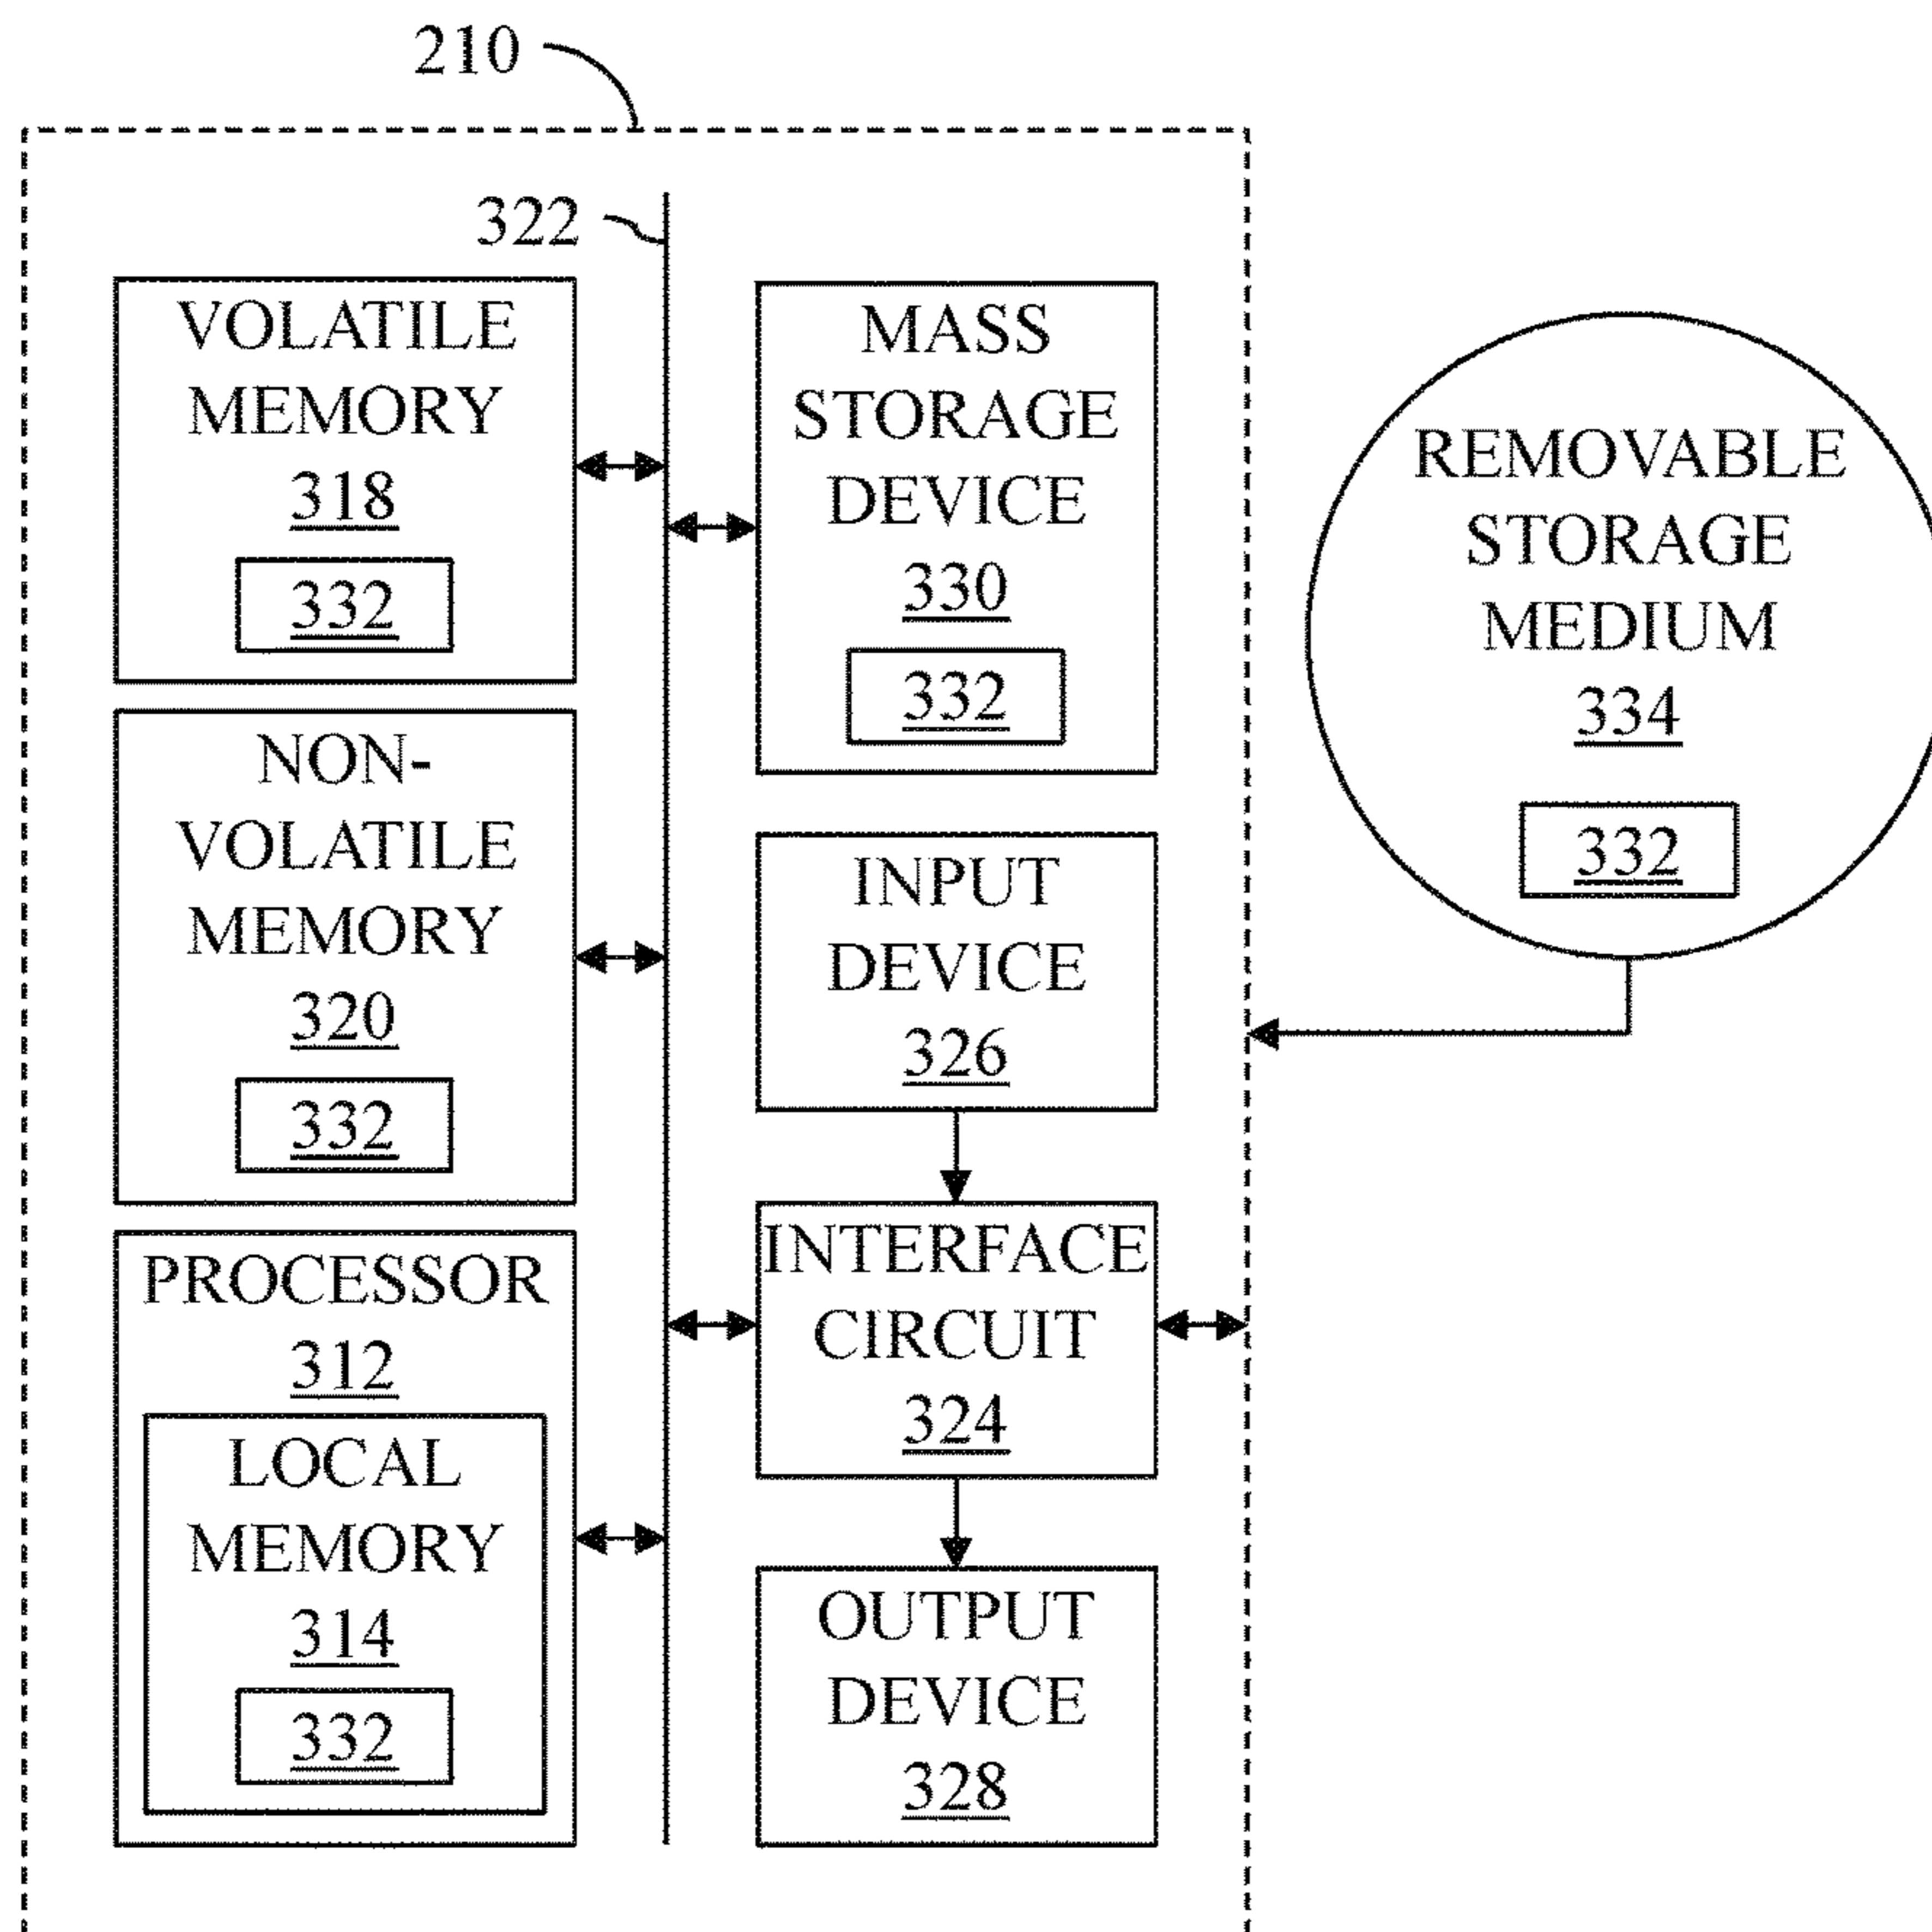 210
322
VOLATILE
MEMORY
318
332
NON-
VOLATILE
MEMORY
320
332
PROCESSOR
312
LOCAL
MEMORY
314
332
MASS
STORAGE
DEVICE
330
332
INPUT
DEVICE
326
INTERFACE
CIRCUIT
324
OUTPUT
DEVICE
328
REMOVABLE
STORAGE
MEDIUM
334
332